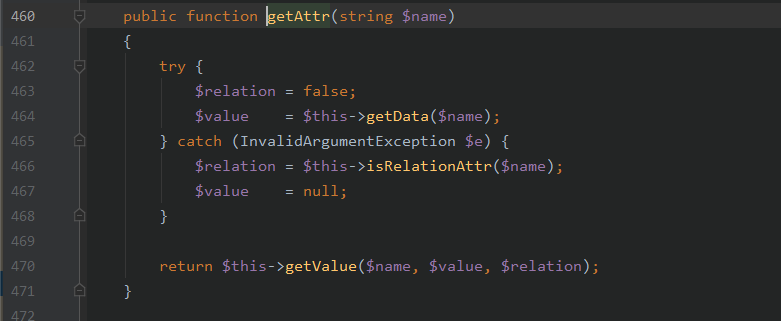 460 public function getAttr(string $name)
461 {
462 try {
463 $relation = false;
464 $value = $this->getData($name);
465 } catch (InvalidArgumentException $e) {
466 $relation = $this->isRelationAttr($name);
467 $value = null;
468 }
469
470 return $this->getValue($name, $value, $relation);
471 }
472